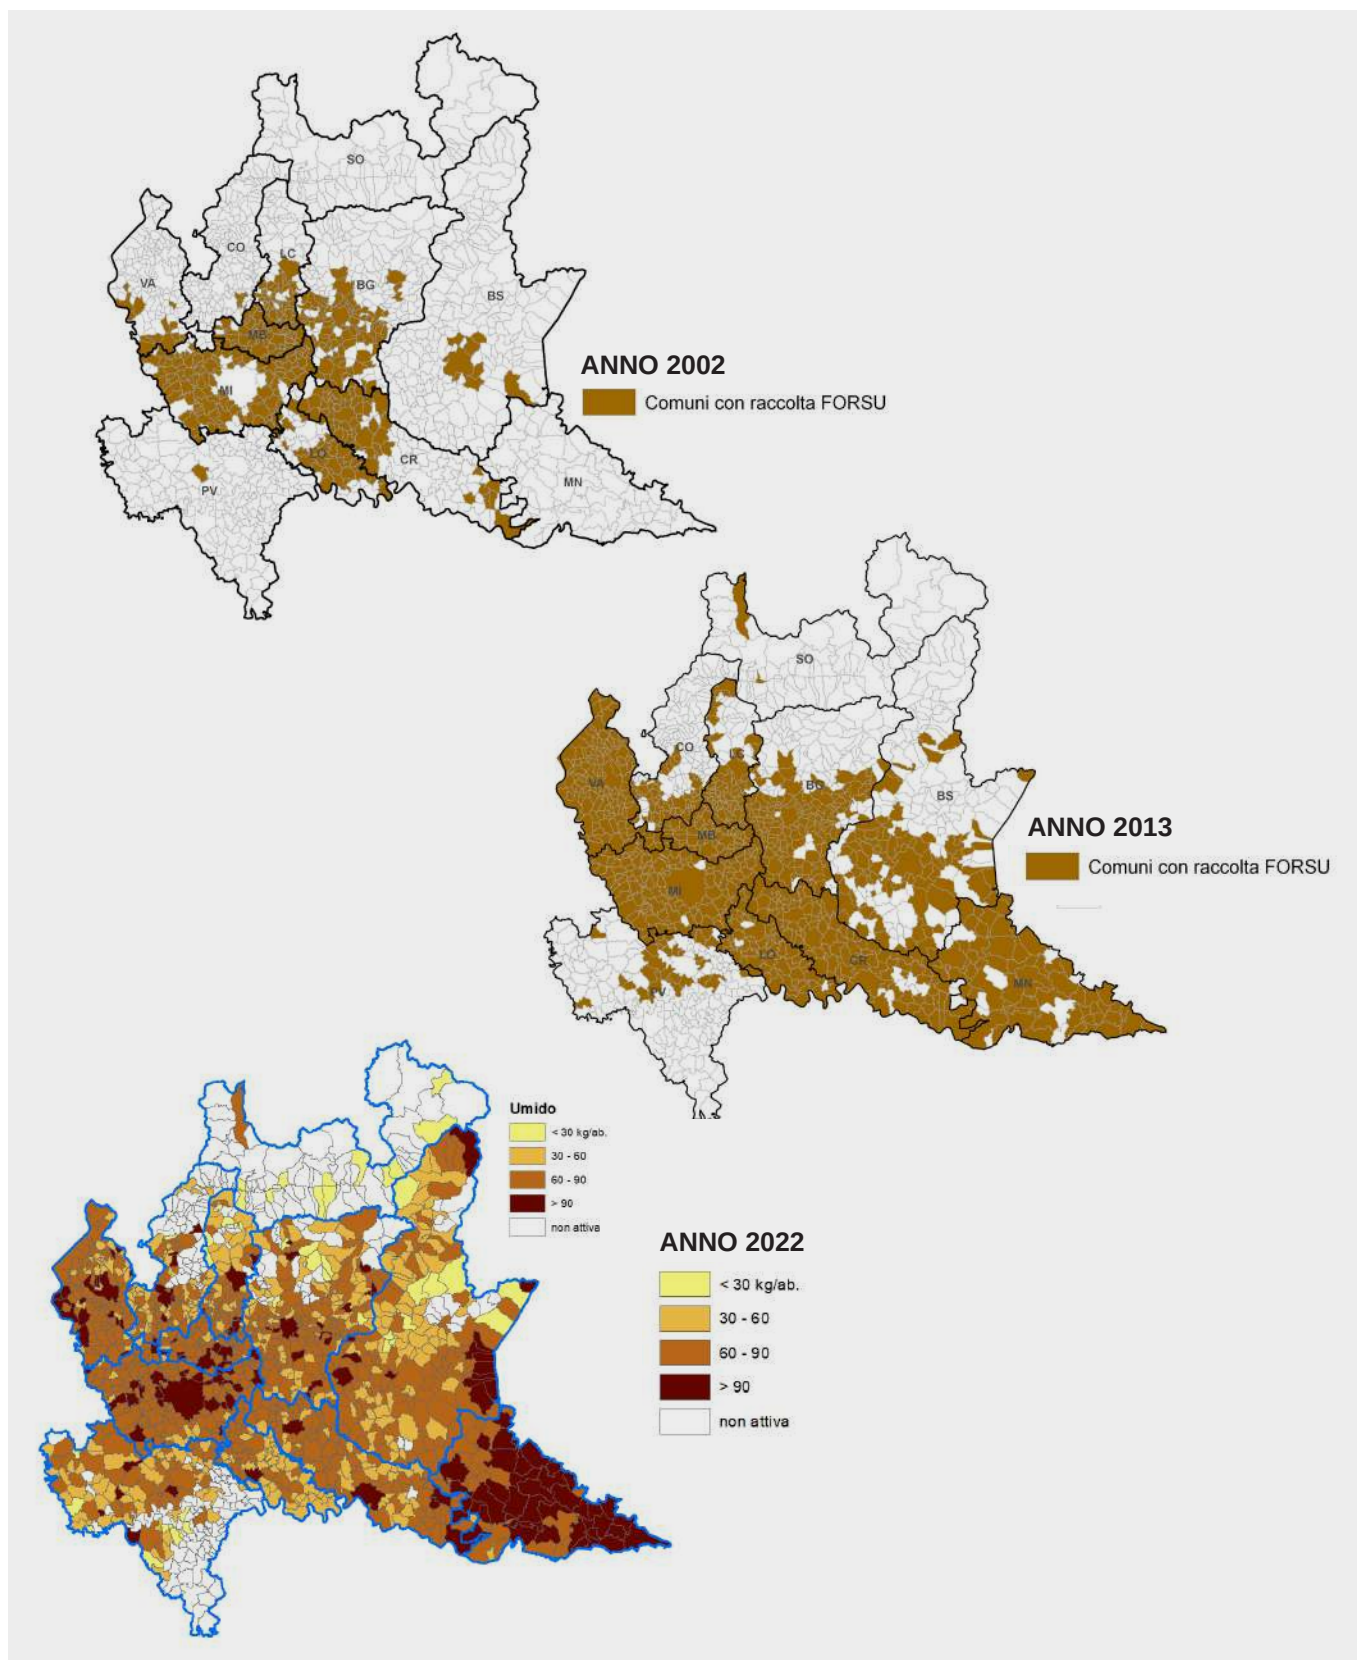 SO
CO
LC
VA
BG
BS
MB
ANNO 2002
MI
Comuni con raccolta FORSU
LO
CR
MN
PV
SO
CO
LC
VA
BG
BS
ANNO 2013
MB
Comuni con raccolta FORSU
MI
LO
CR
MN
PV
Umido
< 30 kg/ab.
30 - 60
60 - 90
> 90
non attiva
ANNO 2022
< 30 kg/ab.
30 - 60
60 - 90
> 90
non attiva